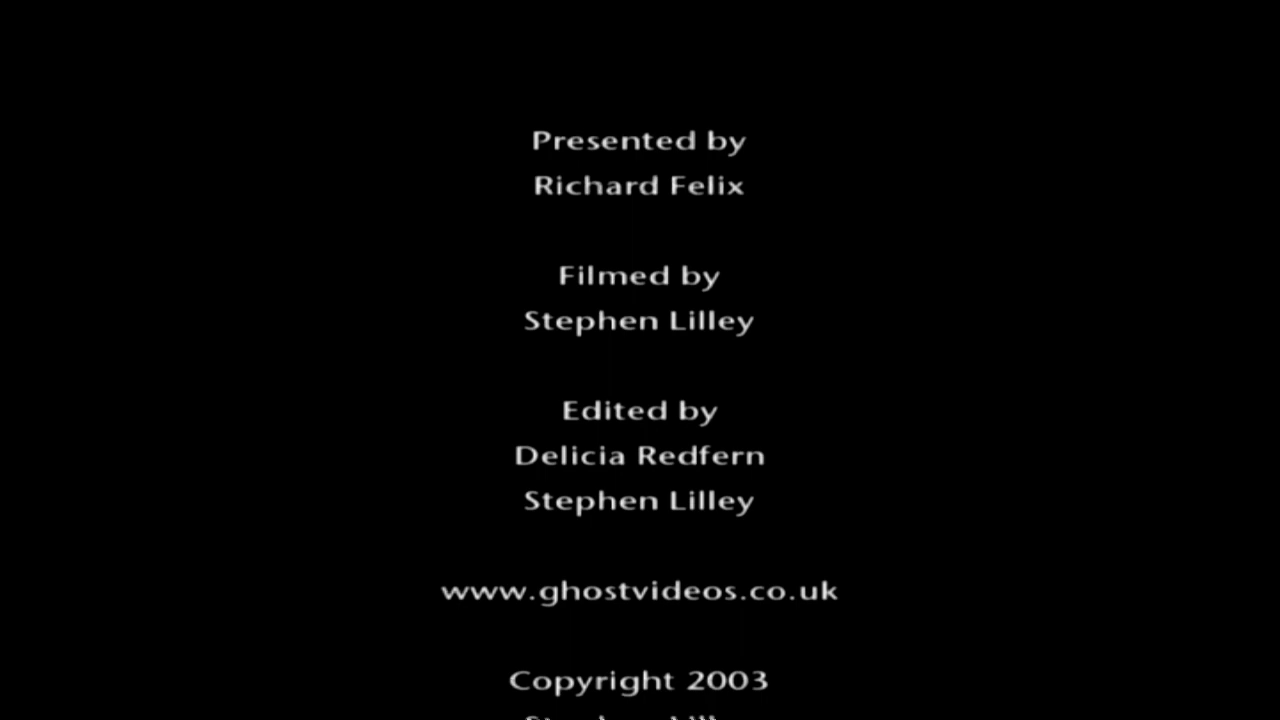 Presented by
Richard Felix
Filmed by
Stephen Lilley
Edited by
Delicia Redfern
Stephen Lilley
www.ghostvideos.co.uk
Copyright 2003